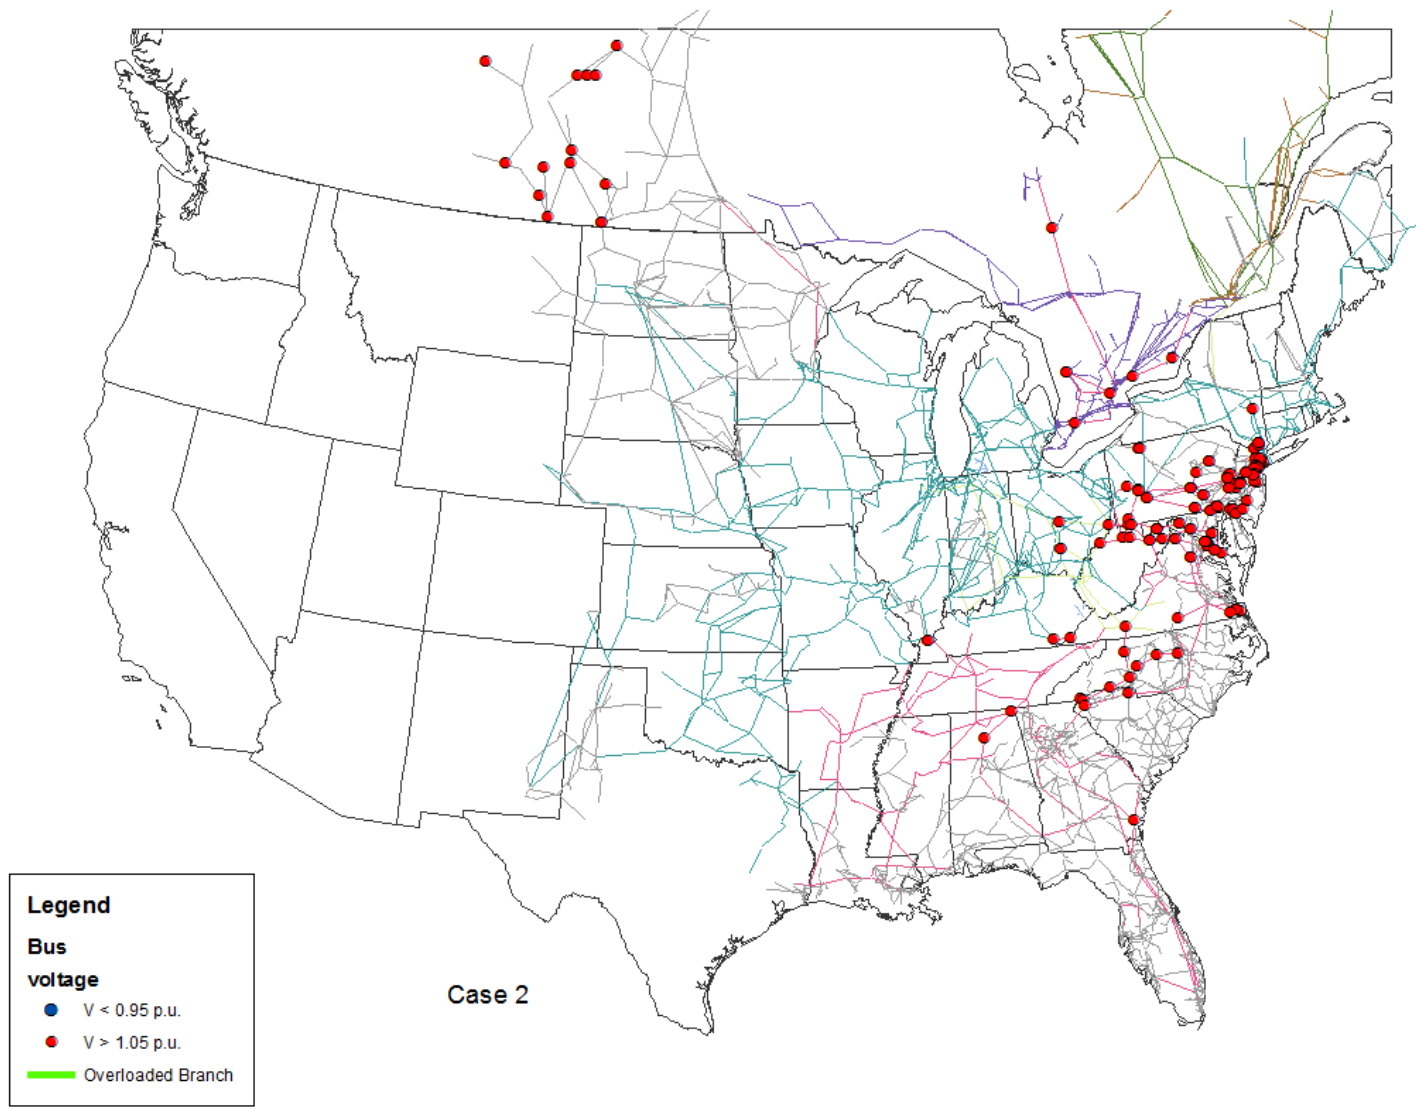 Case 2
Legend
Bus
voltage
V < 0.95 p.u.
V > 1.05 p.u.
Overloaded Branch